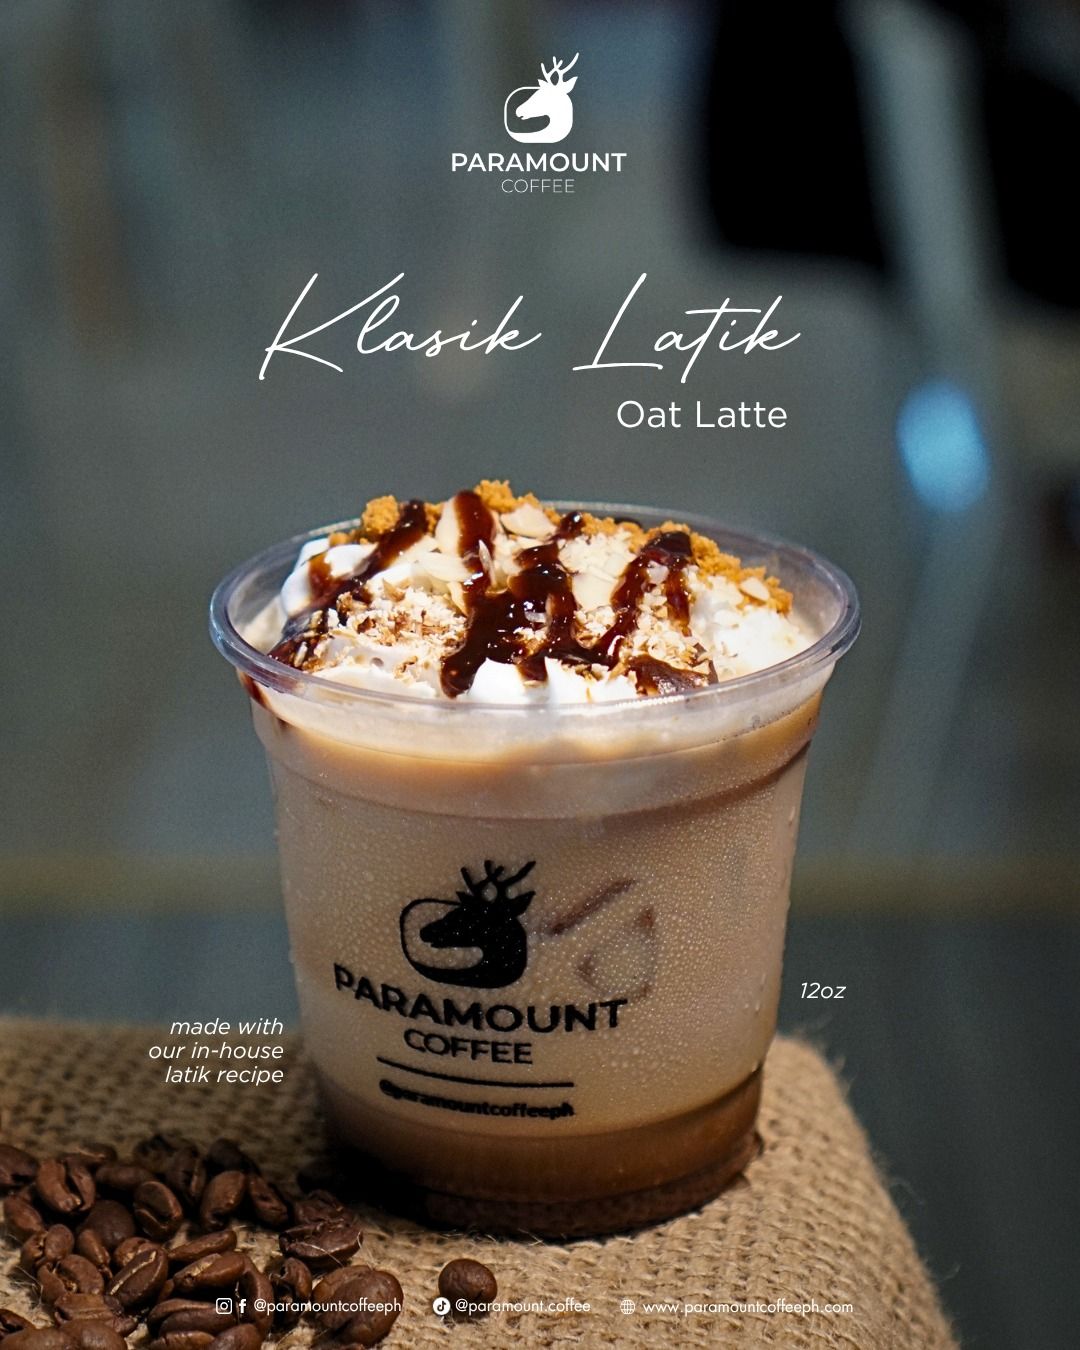 PARAMOUNT
COFFEE
Klasik Latik
Oat Latte
PARAMOUNT
COFFEE
@paramountcoffeeph
12oz
made with
our in-house
latik recipe
@paramountcoffeeph @paramount.coffee www.paramountcoffeeph.com